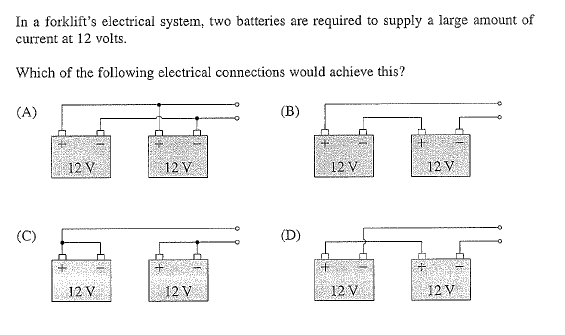 In a forklift's electrical system, two batteries are required to supply a large amount of
current at 12 volts.
Which of the following electrical connections would achieve this?
(A)
+ −
12 V
+ −
12 V
(B)
+ −
12 V
+ −
12 V
(C)
+ −
12 V
+ −
12 V
(D)
+ −
12 V
+ −
12 V